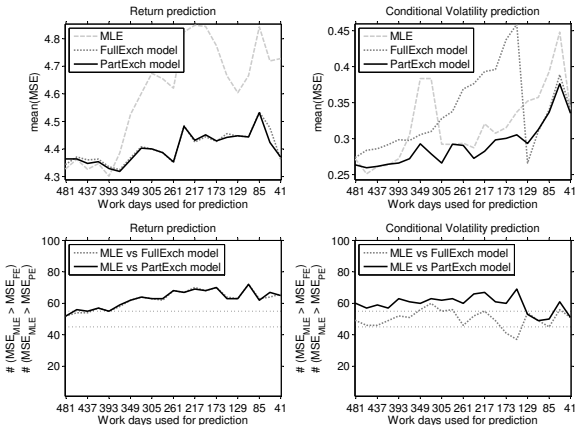 Return prediction
mean(MSE)
4.8
4.7
4.6
4.5
4.4
4.3
MLE
FullExch model
PartExch model
481 437 393 349 305 261 217 173 129 85 41
Work days used for prediction
Conditional Volatility prediction
mean(MSE)
0.45
0.4
0.35
0.3
0.25
MLE
FullExch model
PartExch model
481 437 393 349 305 261 217 173 129 85 41
Work days used for prediction
Return prediction
# (MSE_MLE > MSE_FE)
# (MSE_MLE > MSE_PE)
100
80
60
40
20
MLE vs FullExch model
MLE vs PartExch model
481 437 393 349 305 261 217 173 129 85 41
Work days used for prediction
Conditional Volatility prediction
# (MSE_MLE > MSE_FE)
# (MSE_MLE > MSE_PE)
100
80
60
40
20
MLE vs FullExch model
MLE vs PartExch model
481 437 393 349 305 261 217 173 129 85 41
Work days used for prediction